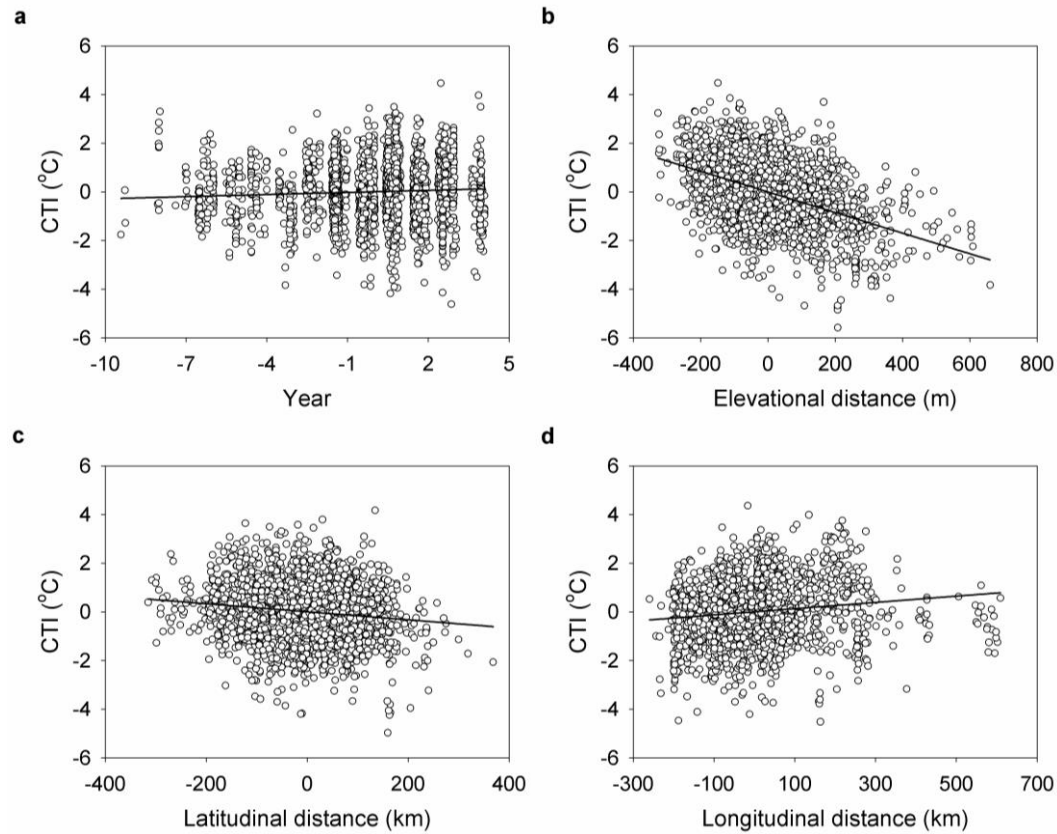 a
6
4
2
0
-2
-4
-6
CTI (°C)
-10 -7 -4 -1 2 5
Year
b
6
4
2
0
-2
-4
-6
CTI (°C)
-400 -200 0 200 400 600 800
Elevational distance (m)
c
6
4
2
0
-2
-4
-6
CTI (°C)
-400 -200 0 200 400
Latitudinal distance (km)
d
6
4
2
0
-2
-4
-6
CTI (°C)
-300 -100 100 300 500 700
Longitudinal distance (km)